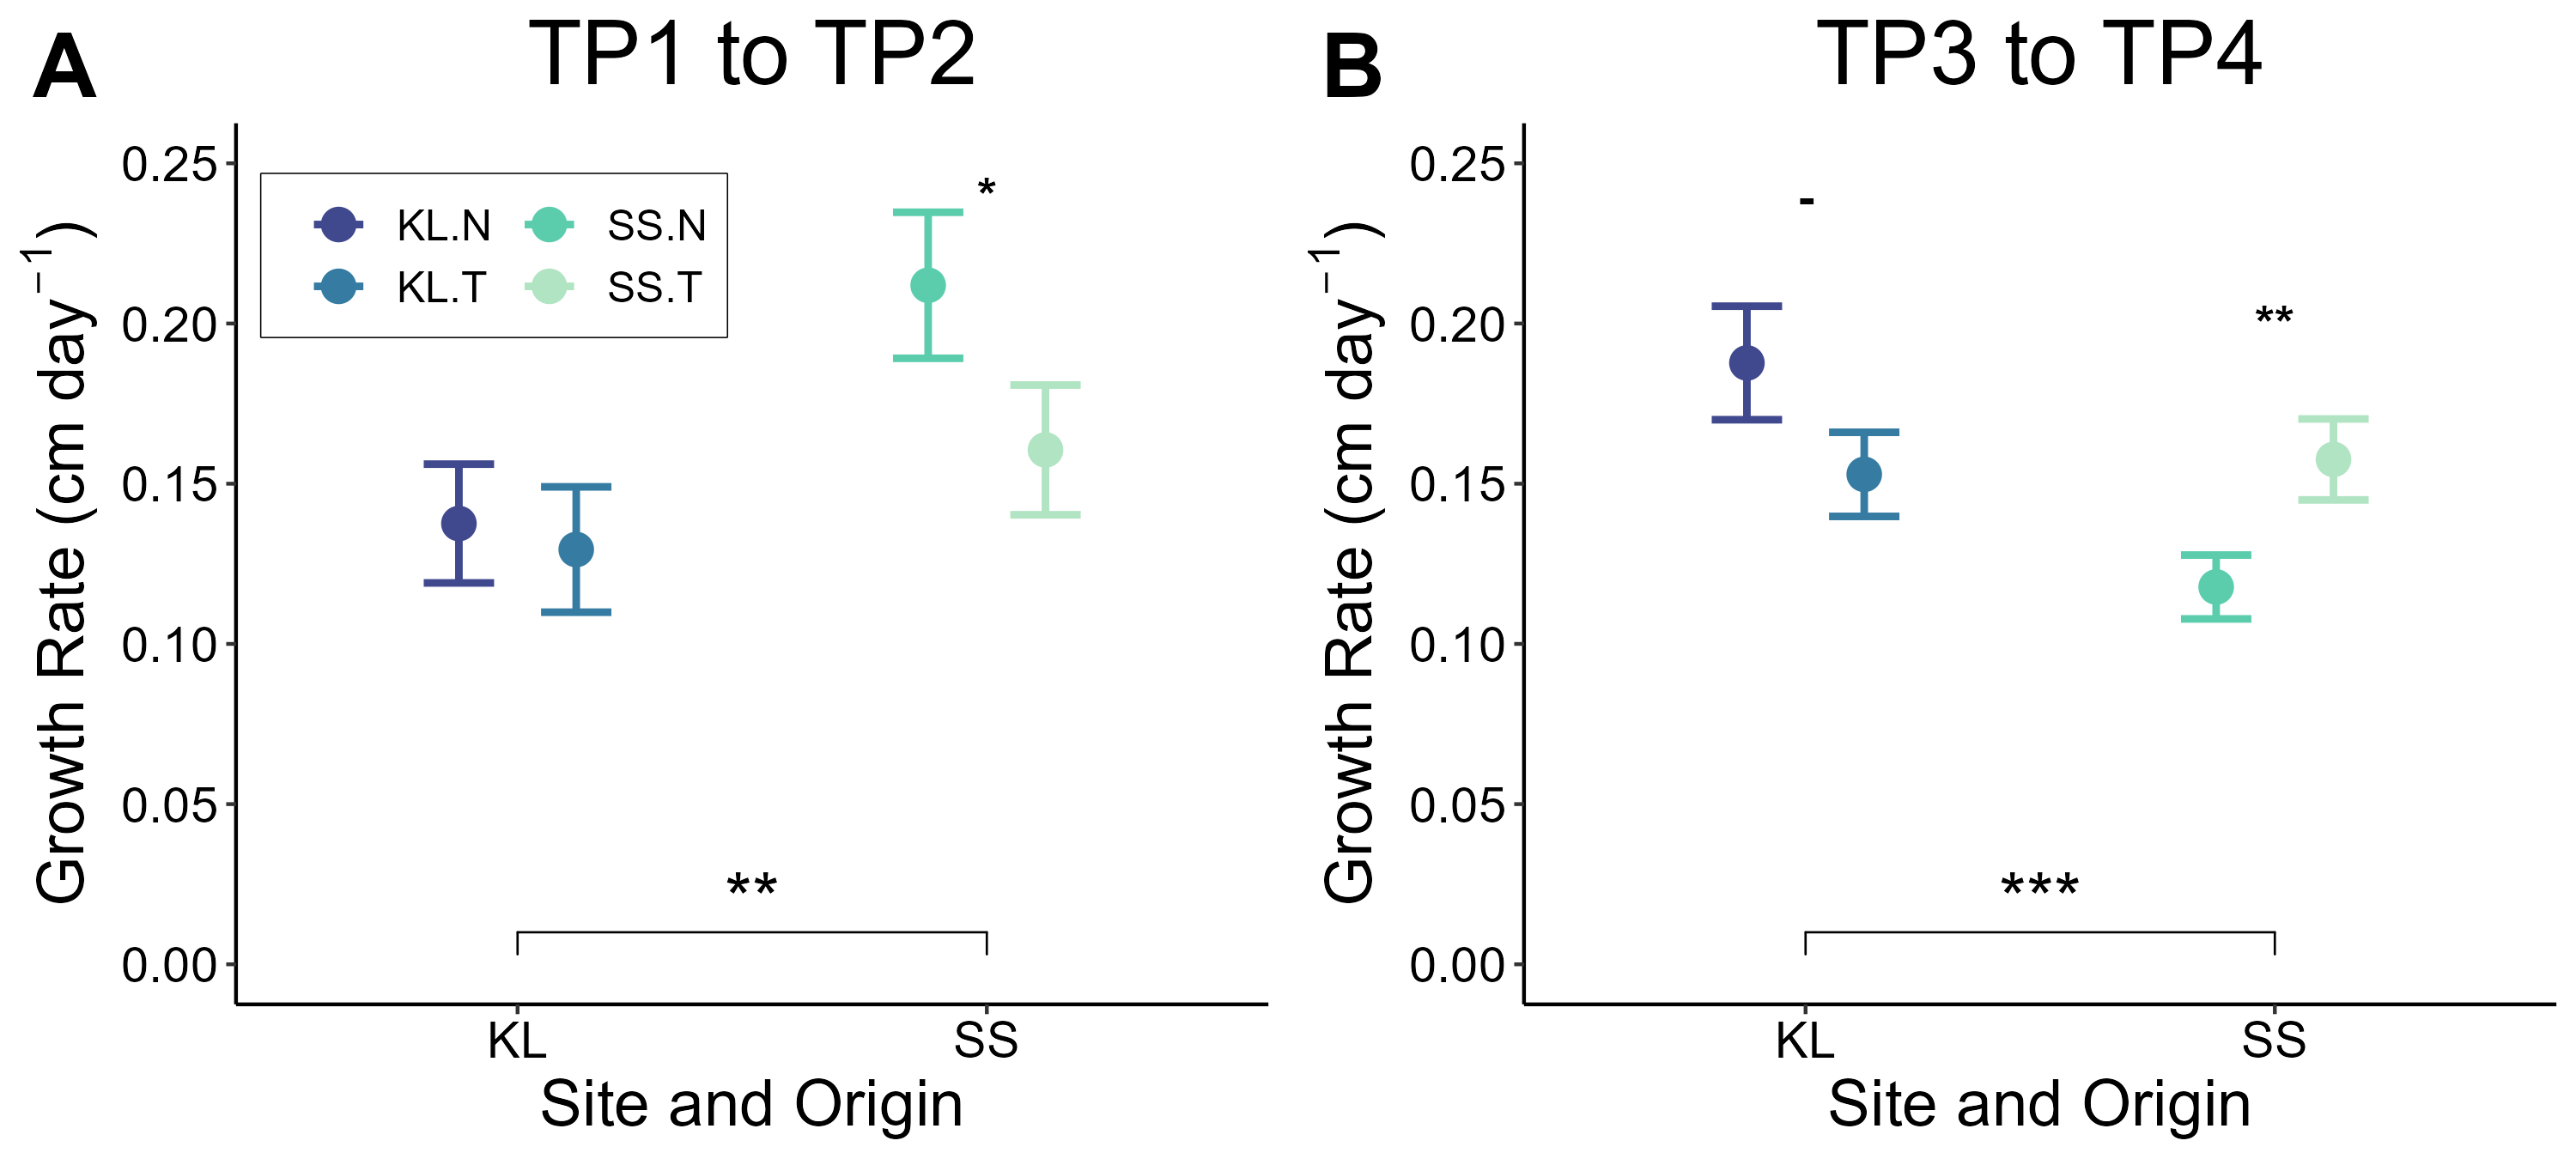 A
TP1 to TP2
Growth Rate (cm day⁻¹)
0.25
0.20
0.15
0.10
0.05
0.00
KL.N SS.N
KL.T SS.T
*
**
KL SS
Site and Origin
B
TP3 to TP4
Growth Rate (cm day⁻¹)
0.25
0.20
0.15
0.10
0.05
0.00
-
**
***
KL SS
Site and Origin